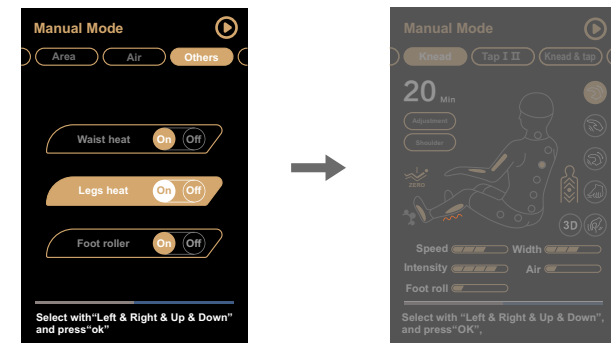 Manual Mode
Area
Air
Others
Waist heat
On
Off
Legs heat
On
Off
Foot roller
On
Off
Select with“Left & Right & Up & Down”
and press“ok”
Manual Mode
Knead
Tap I II
Knead & tap
20 Min
Adjustment
Shoulder
ZERO
3D
Speed
Width
Intensity
Air
Foot roll
Select with “Left & Right & Up & Down”,
and press“OK”,